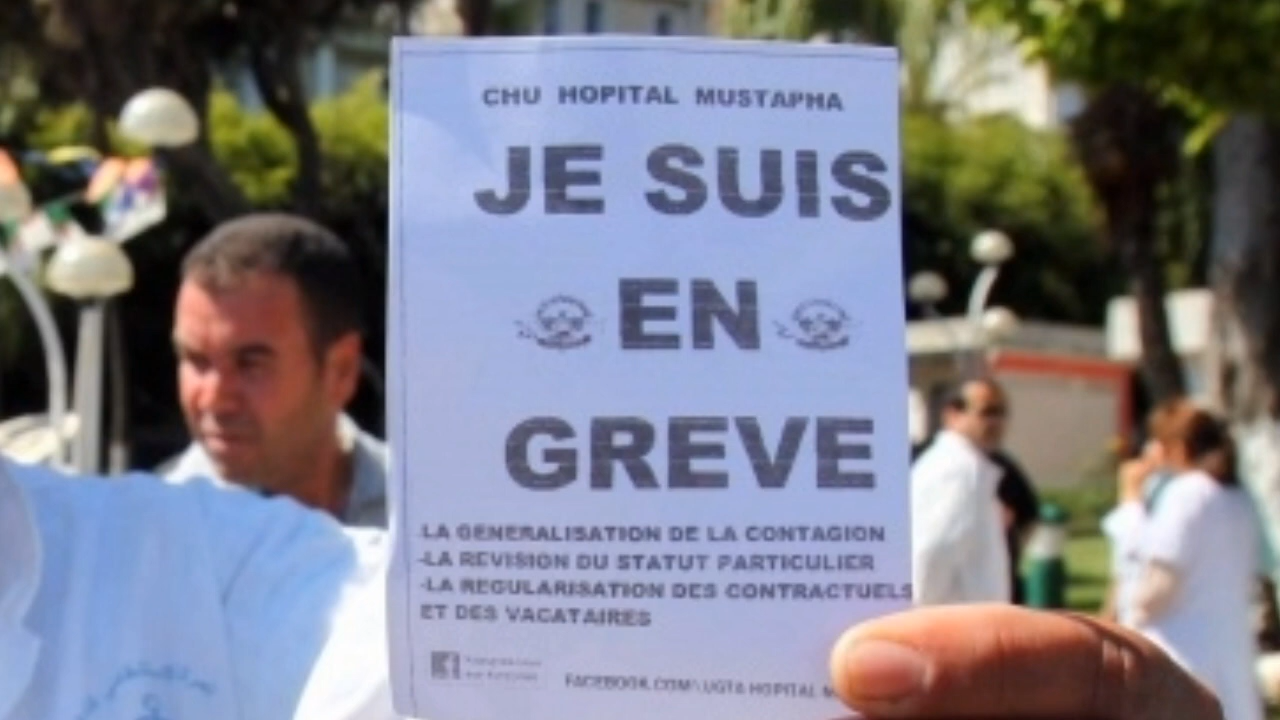 CHU HOPITAL MUSTAPHA
JE SUIS
EN
GREVE
-LA GENERALISATION DE LA CONTAGION
-LA REVISION DU STATUT PARTICULIER
-LA REGULARISATION DES CONTRACTUELS
ET DES VACATAIRES
FACEBOOK.COM\UGTA HOPITAL M